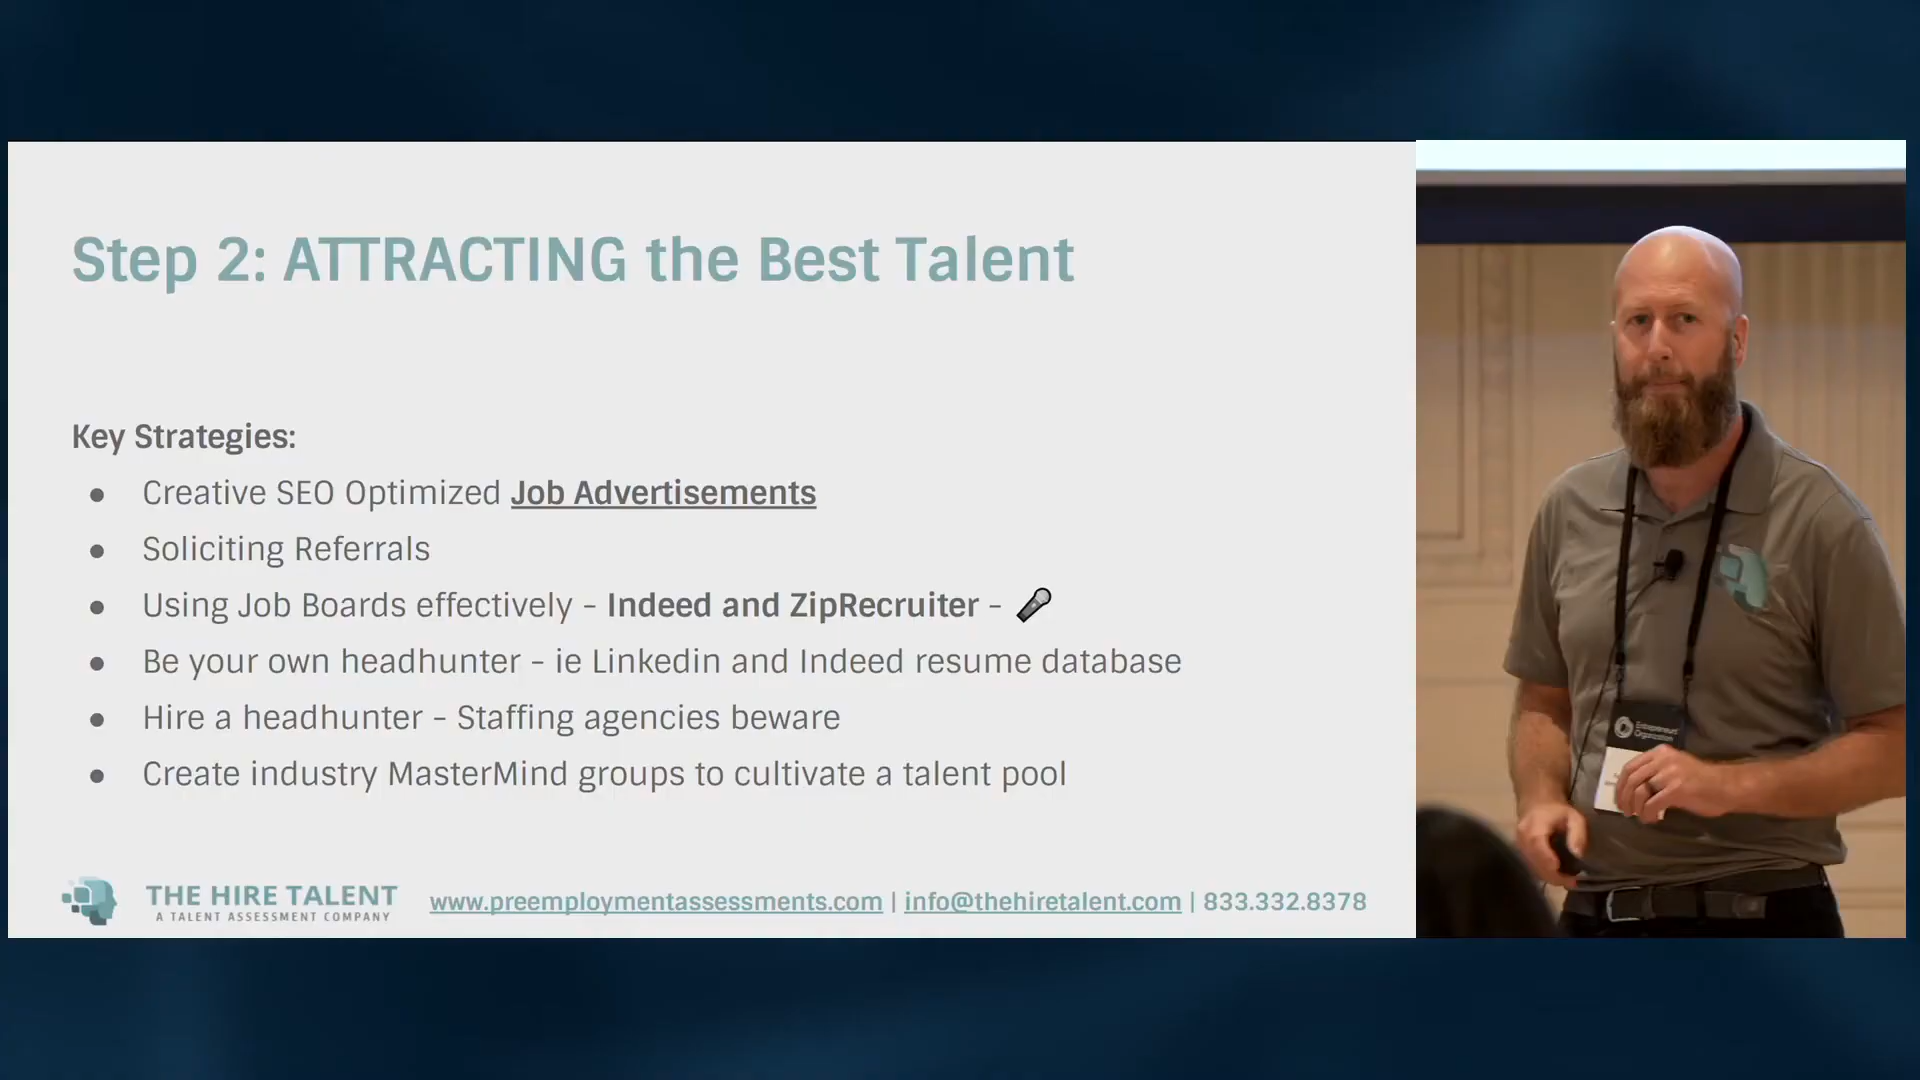 Step 2: ATTRACTING the Best Talent
Key Strategies:
● Creative SEO Optimized Job Advertisements
● Soliciting Referrals
● Using Job Boards effectively - Indeed and ZipRecruiter - 🎤
● Be your own headhunter - ie Linkedin and Indeed resume database
● Hire a headhunter - Staffing agencies beware
● Create industry MasterMind groups to cultivate a talent pool
THE HIRE TALENT
A TALENT ASSESSMENT COMPANY
www.preemploymentassessments.com | info@thehiretalent.com | 833.332.8378
Entrepreneurs'
Organization